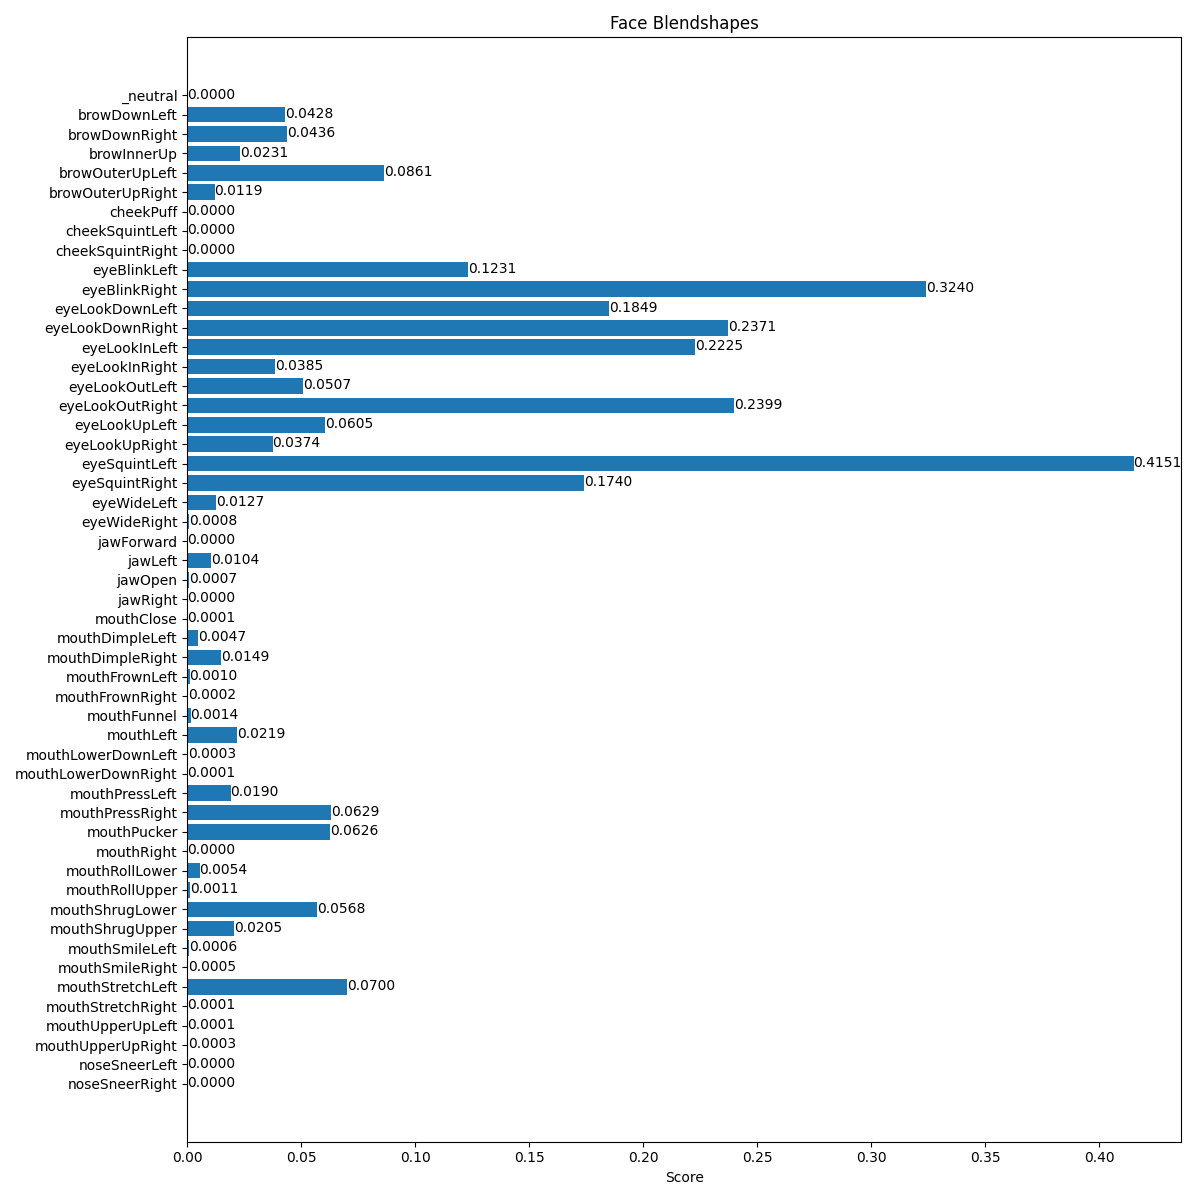 Face Blendshapes
_neutral 0.0000
browDownLeft 0.0428
browDownRight 0.0436
browInnerUp 0.0231
browOuterUpLeft 0.0861
browOuterUpRight 0.0119
cheekPuff 0.0000
cheekSquintLeft 0.0000
cheekSquintRight 0.0000
eyeBlinkLeft 0.1231
eyeBlinkRight 0.3240
eyeLookDownLeft 0.1849
eyeLookDownRight 0.2371
eyeLookInLeft 0.2225
eyeLookInRight 0.0385
eyeLookOutLeft 0.0507
eyeLookOutRight 0.2399
eyeLookUpLeft 0.0605
eyeLookUpRight 0.0374
eyeSquintLeft 0.4151
eyeSquintRight 0.1740
eyeWideLeft 0.0127
eyeWideRight 0.0008
jawForward 0.0000
jawLeft 0.0104
jawOpen 0.0007
jawRight 0.0000
mouthClose 0.0001
mouthDimpleLeft 0.0047
mouthDimpleRight 0.0149
mouthFrownLeft 0.0010
mouthFrownRight 0.0002
mouthFunnel 0.0014
mouthLeft 0.0219
mouthLowerDownLeft 0.0003
mouthLowerDownRight 0.0001
mouthPressLeft 0.0190
mouthPressRight 0.0629
mouthPucker 0.0626
mouthRight 0.0000
mouthRollLower 0.0054
mouthRollUpper 0.0011
mouthShrugLower 0.0568
mouthShrugUpper 0.0205
mouthSmileLeft 0.0006
mouthSmileRight 0.0005
mouthStretchLeft 0.0700
mouthStretchRight 0.0001
mouthUpperUpLeft 0.0001
mouthUpperUpRight 0.0003
noseSneerLeft 0.0000
noseSneerRight 0.0000
0.00 0.05 0.10 0.15 0.20 0.25 0.30 0.35 0.40
Score